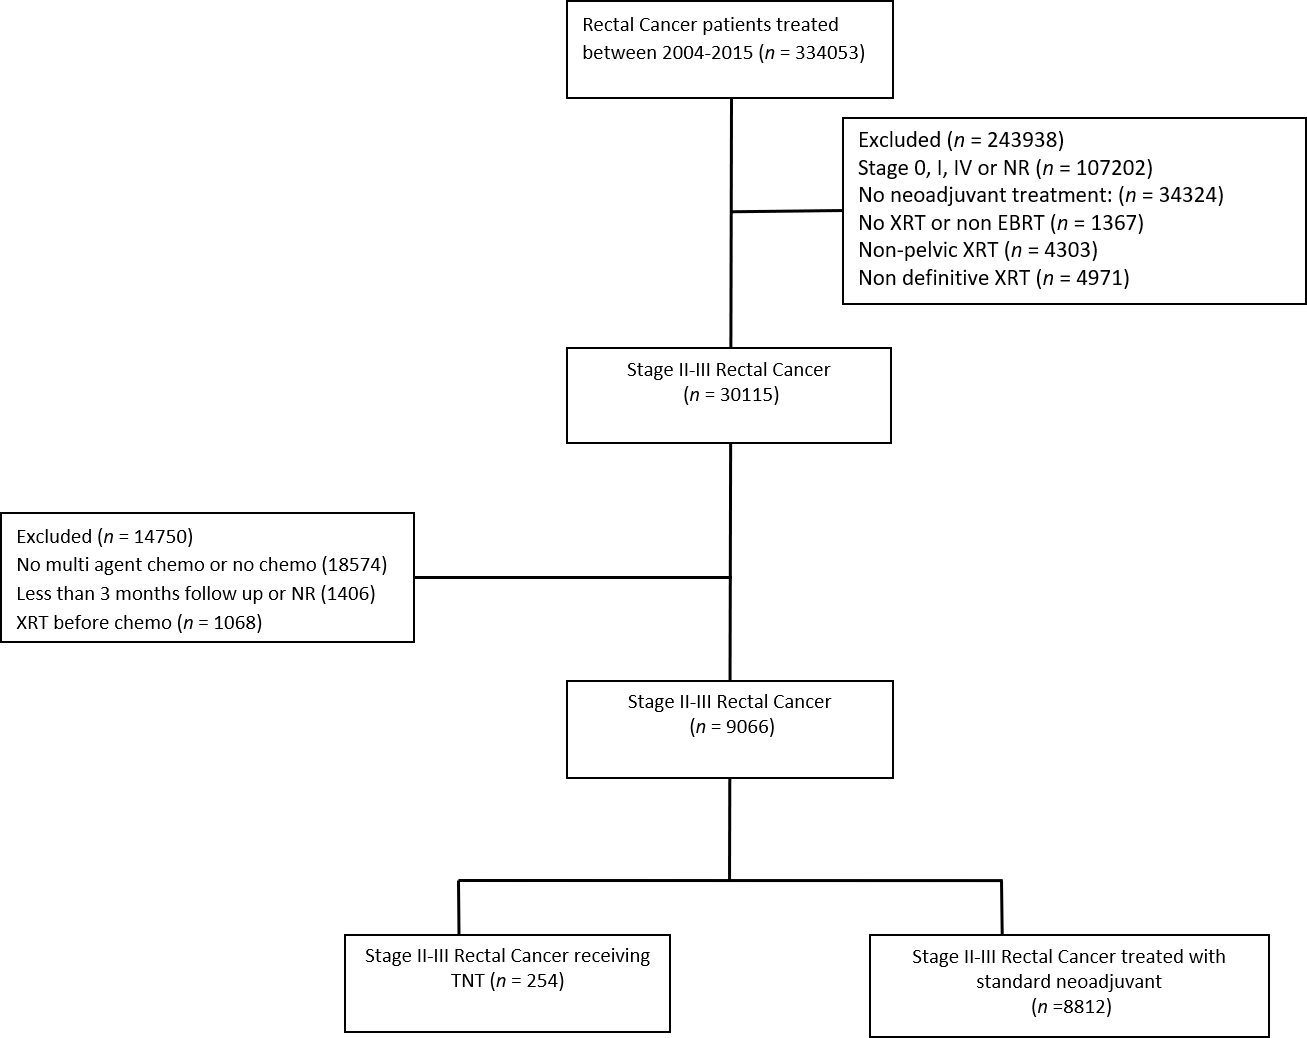 Rectal Cancer patients treated
between 2004-2015 (n = 334053)
Excluded (n = 243938)
Stage 0, I, IV or NR (n = 107202)
No neoadjuvant treatment: (n = 34324)
No XRT or non EBRT (n = 1367)
Non-pelvic XRT (n = 4303)
Non definitive XRT (n = 4971)
Stage II-III Rectal Cancer
(n = 30115)
Excluded (n = 14750)
No multi agent chemo or no chemo (18574)
Less than 3 months follow up or NR (1406)
XRT before chemo (n = 1068)
Stage II-III Rectal Cancer
(n = 9066)
Stage II-III Rectal Cancer receiving
TNT (n = 254)
Stage II-III Rectal Cancer treated with
standard neoadjuvant
(n =8812)